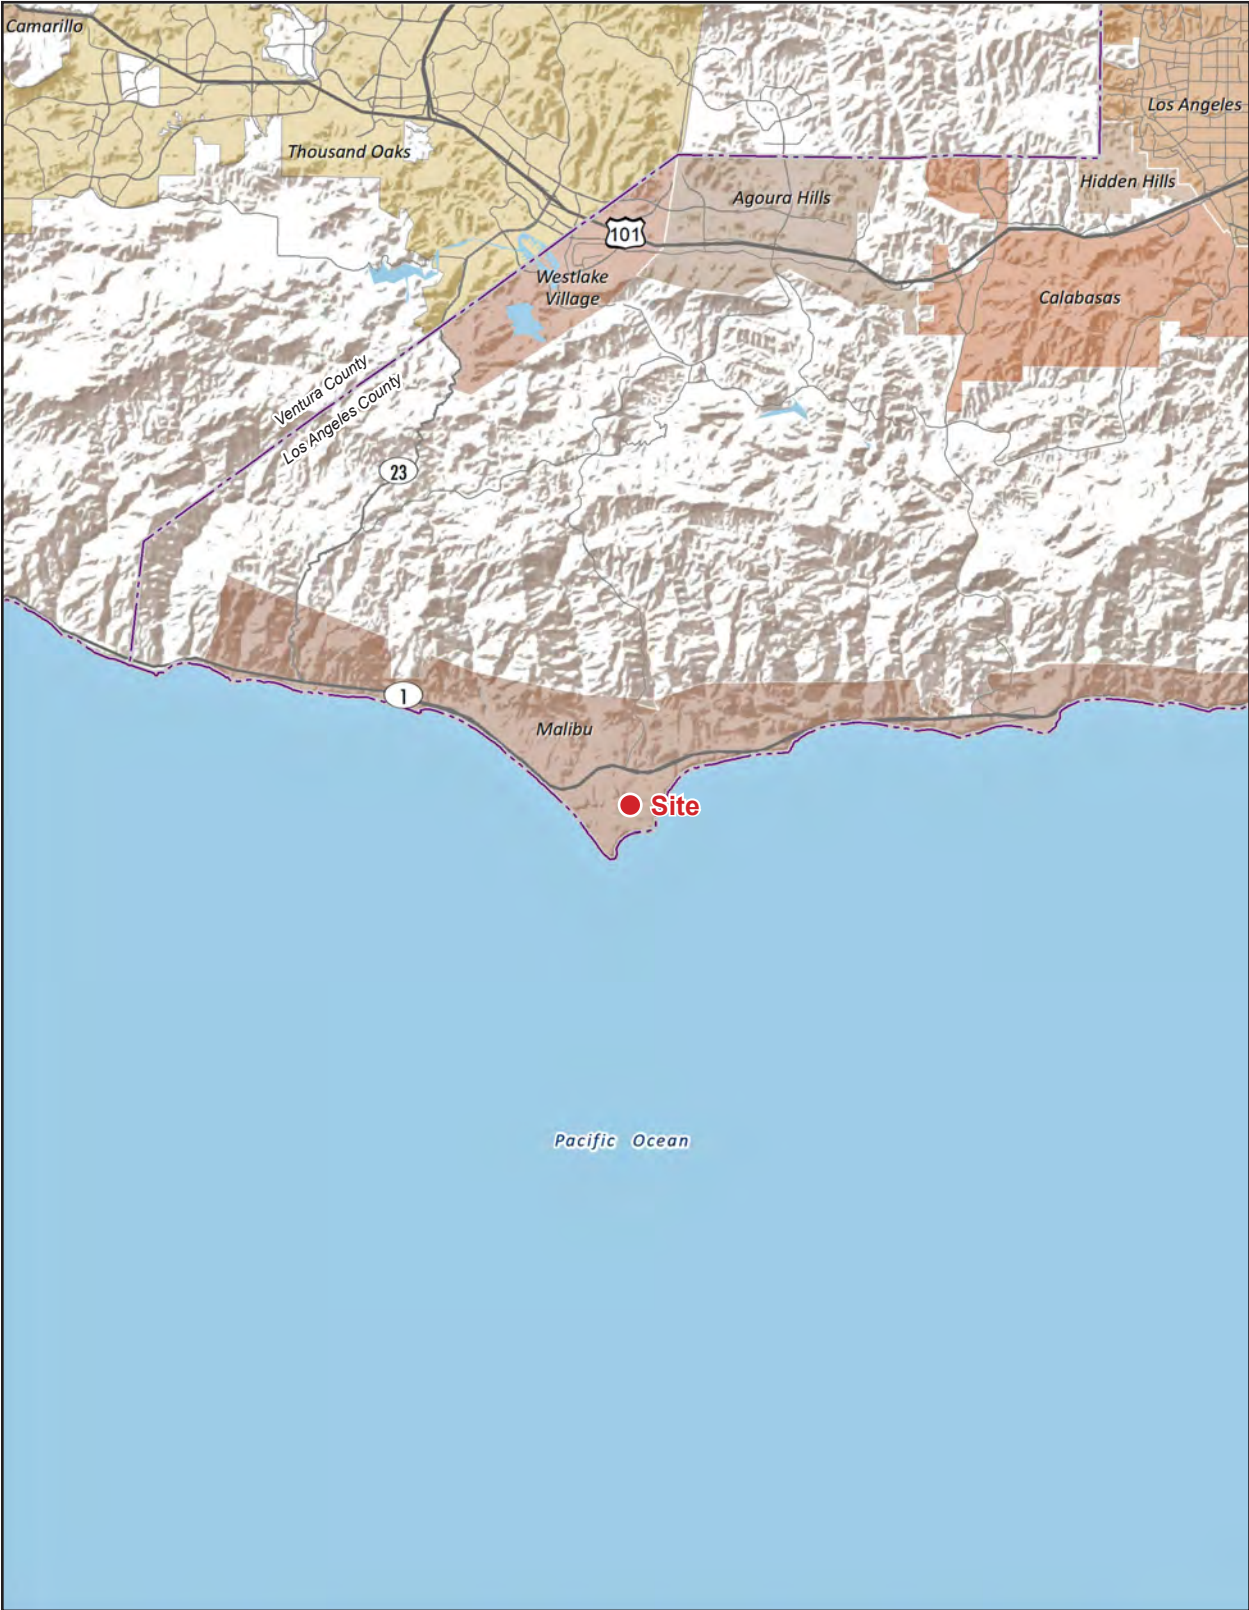 Camarillo
Los Angeles
Thousand Oaks
Hidden Hills
Agoura Hills
101
Westlake
Village
Calabasas
Ventura County
Los Angeles County
23
1
Malibu
Site
Pacific Ocean